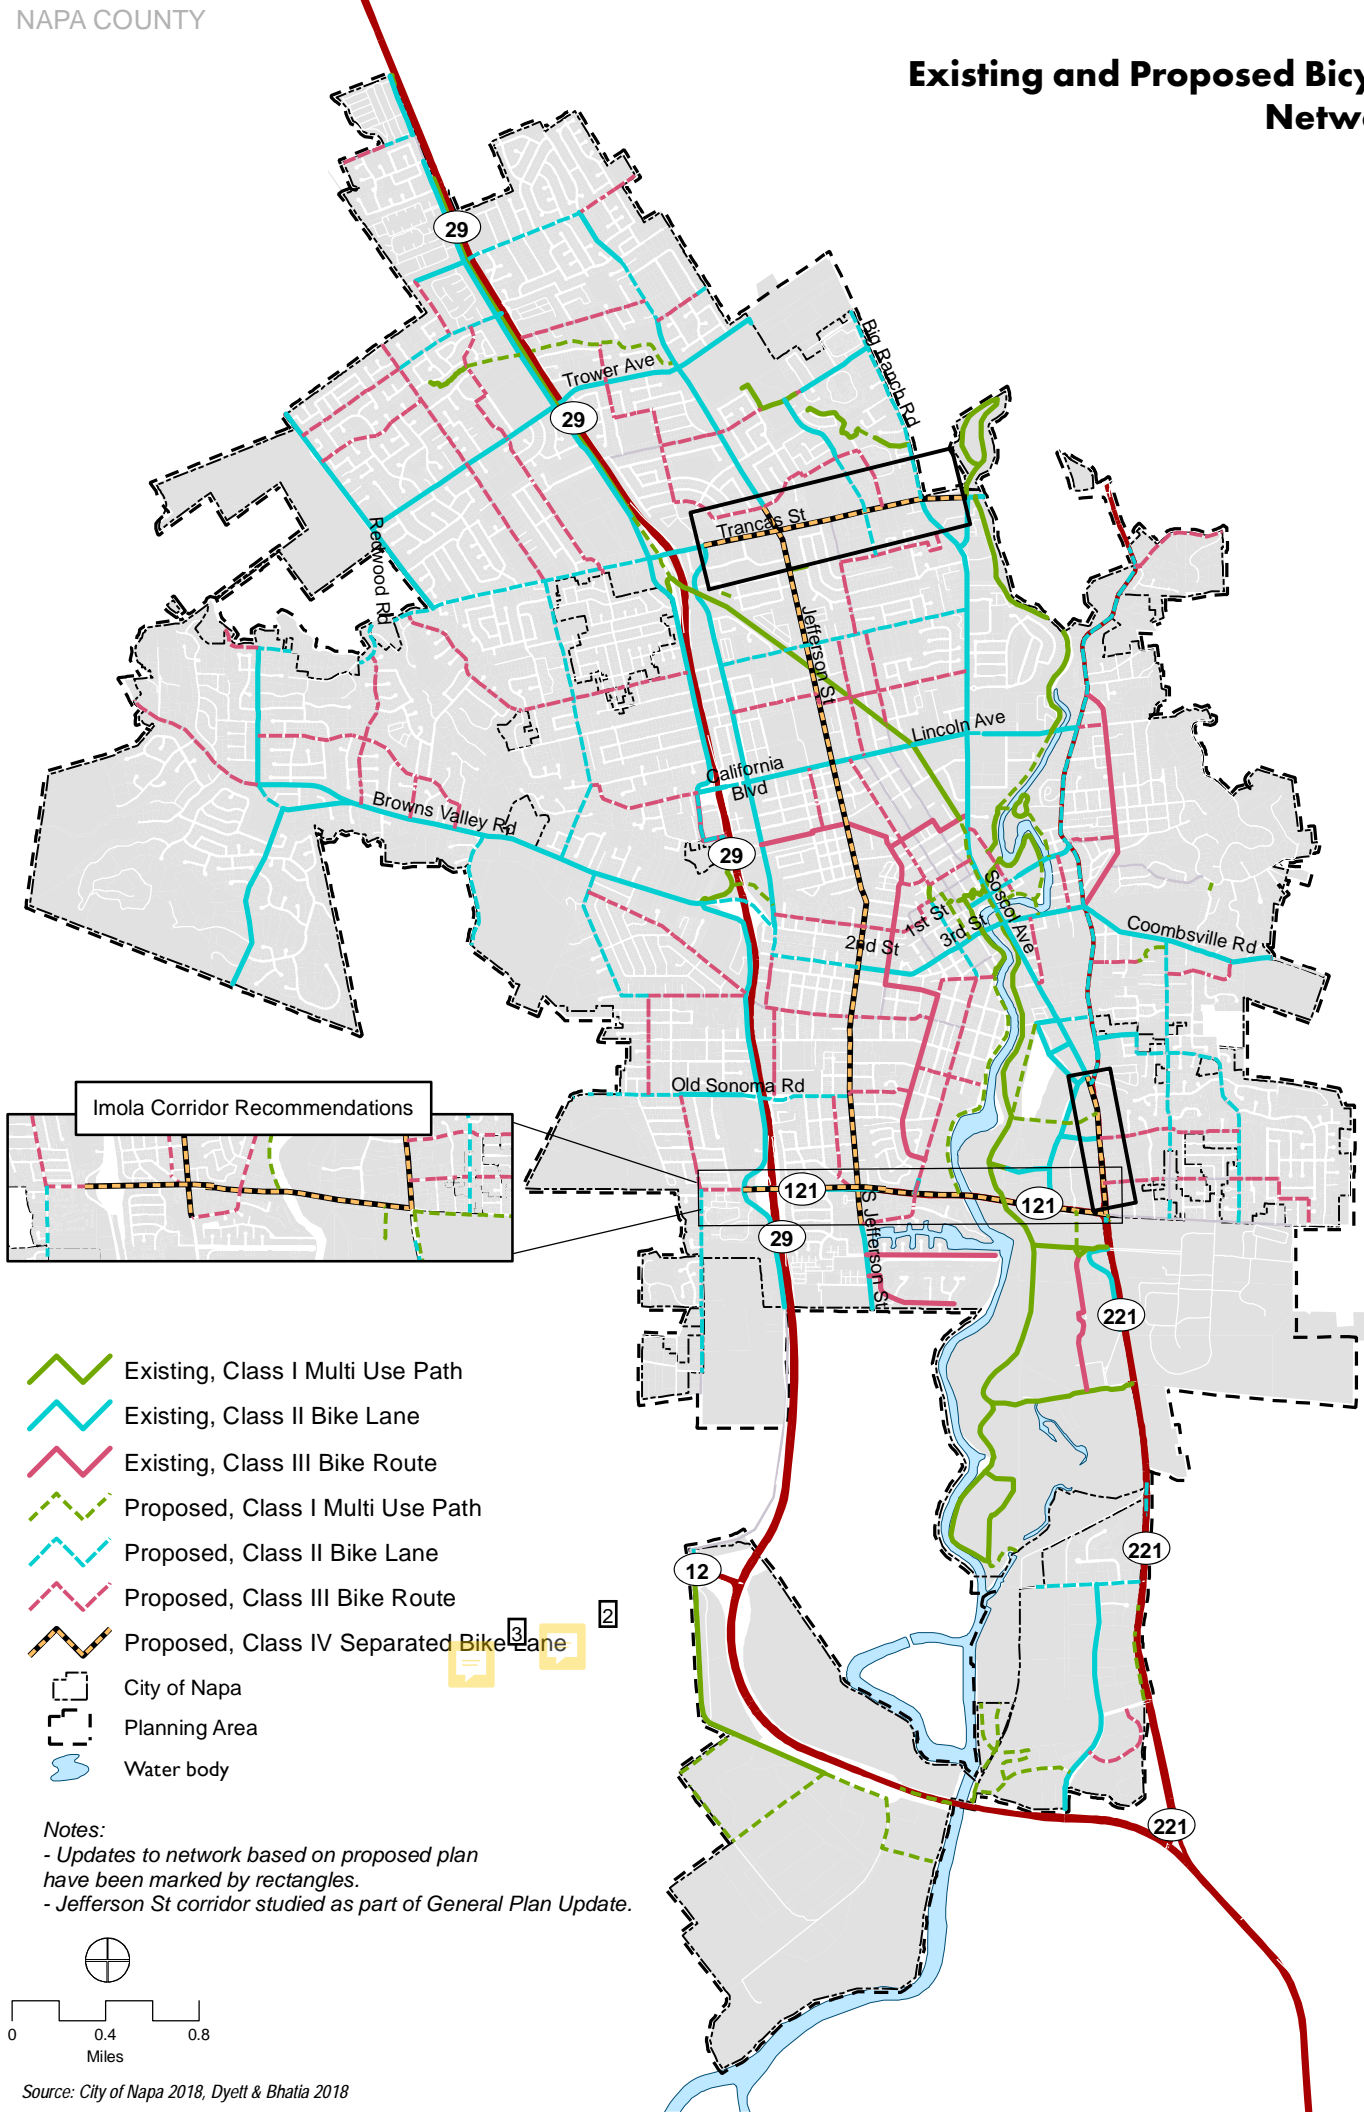 NAPA COUNTY
Existing and Proposed Bicy
Netwo
29
Big Ranch Rd
Trower Ave
29
Trancas St
Redwood Rd
Jefferson St
Lincoln Ave
California
Blvd
Browns Valley Rd
29
Soscol Ave
1st St
2nd St
3rd St
Coombsville Rd
Old Sonoma Rd
Imola Corridor Recommendations
121
121
S Jefferson St
29
221
Existing, Class I Multi Use Path
Existing, Class II Bike Lane
Existing, Class III Bike Route
Proposed, Class I Multi Use Path
Proposed, Class II Bike Lane
221
12
Proposed, Class III Bike Route
2
3
Proposed, Class IV Separated Bike Lane
City of Napa
Planning Area
Water body
221
Notes:
- Updates to network based on proposed plan
have been marked by rectangles.
- Jefferson St corridor studied as part of General Plan Update.
0 0.4 0.8
Miles
Source: City of Napa 2018, Dyett & Bhatia 2018